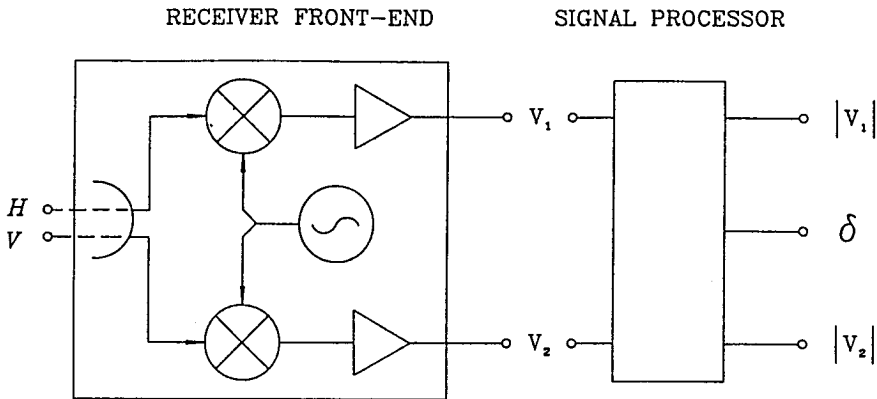 RECEIVER FRONT-END SIGNAL PROCESSOR
V₁ |V₁|
H
V δ
V₂ |V₂|